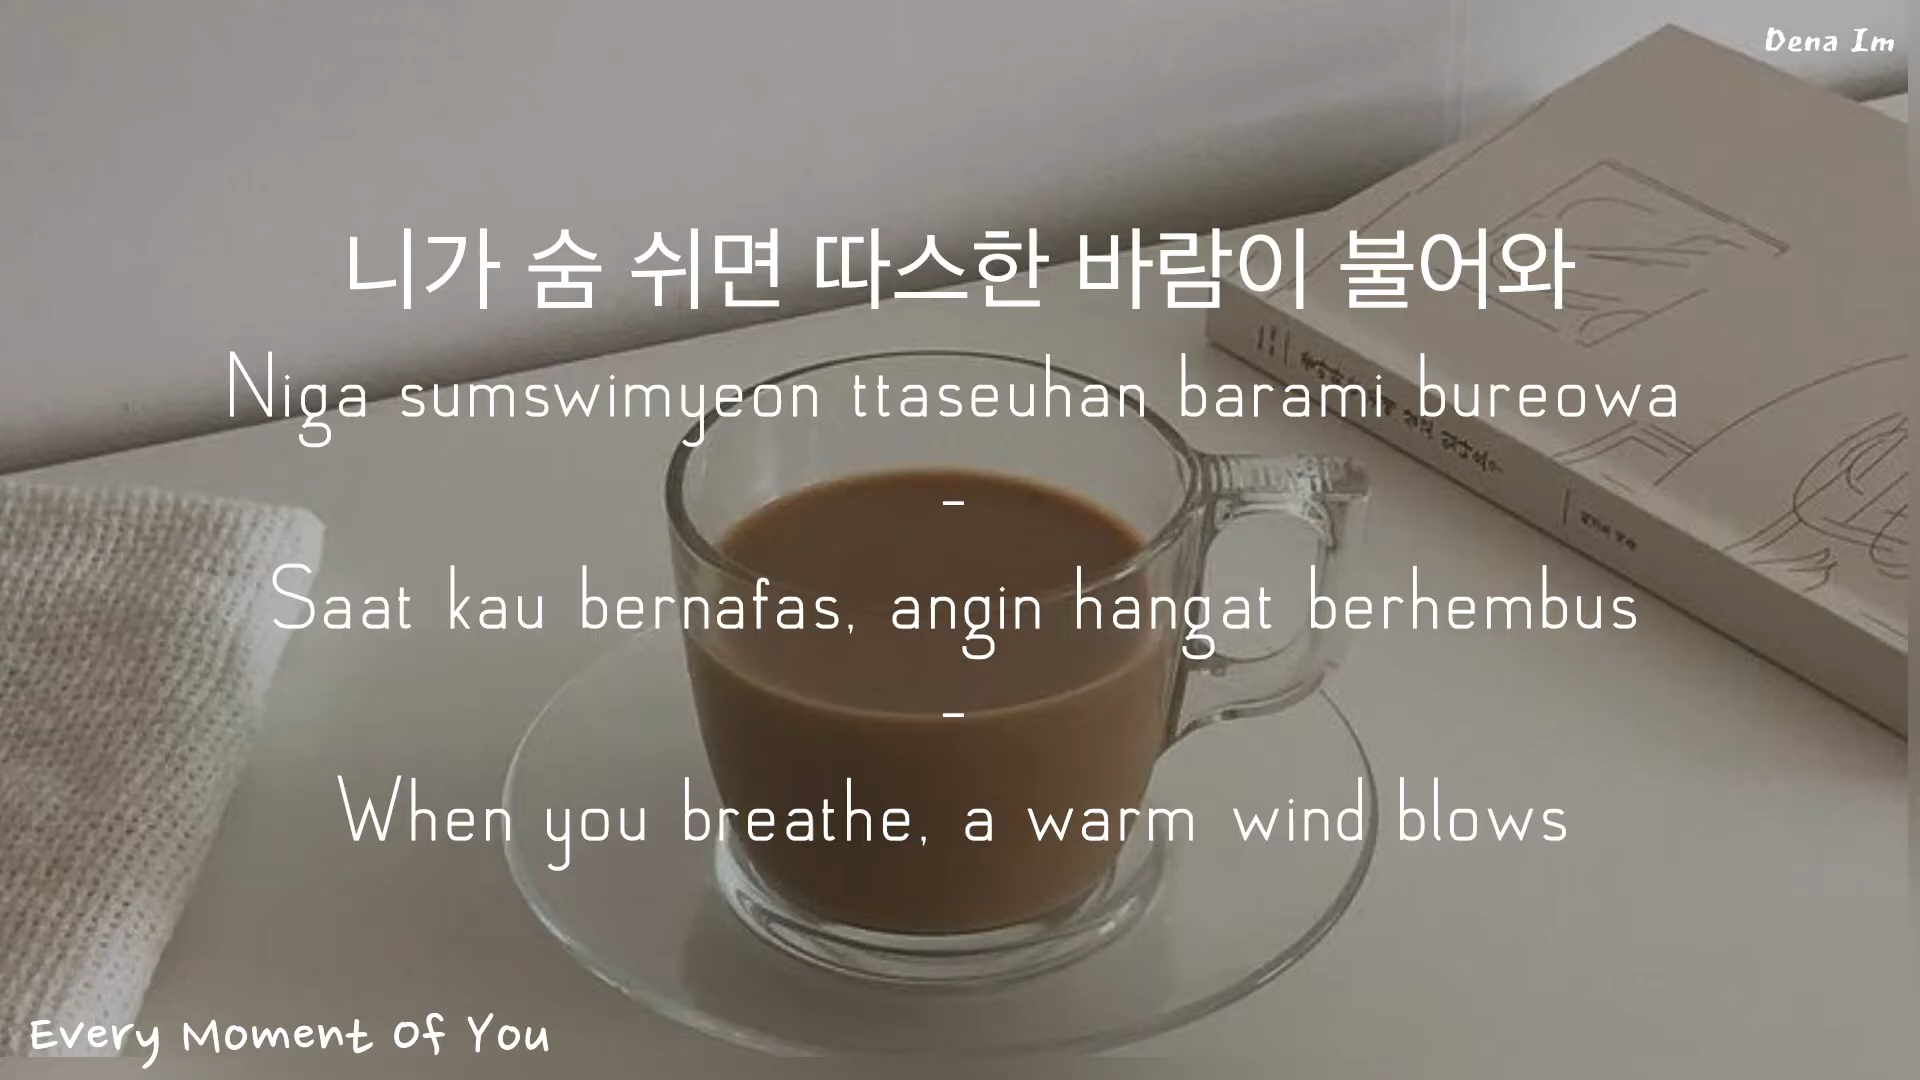 Dena Im
니가 숨 쉬면 따스한 바람이 불어와
Niga sumswimyeon ttaseuhan barami bureowa
-
Saat kau bernafas, angin hangat berhembus
-
When you breathe, a warm wind blows
Every Moment Of You